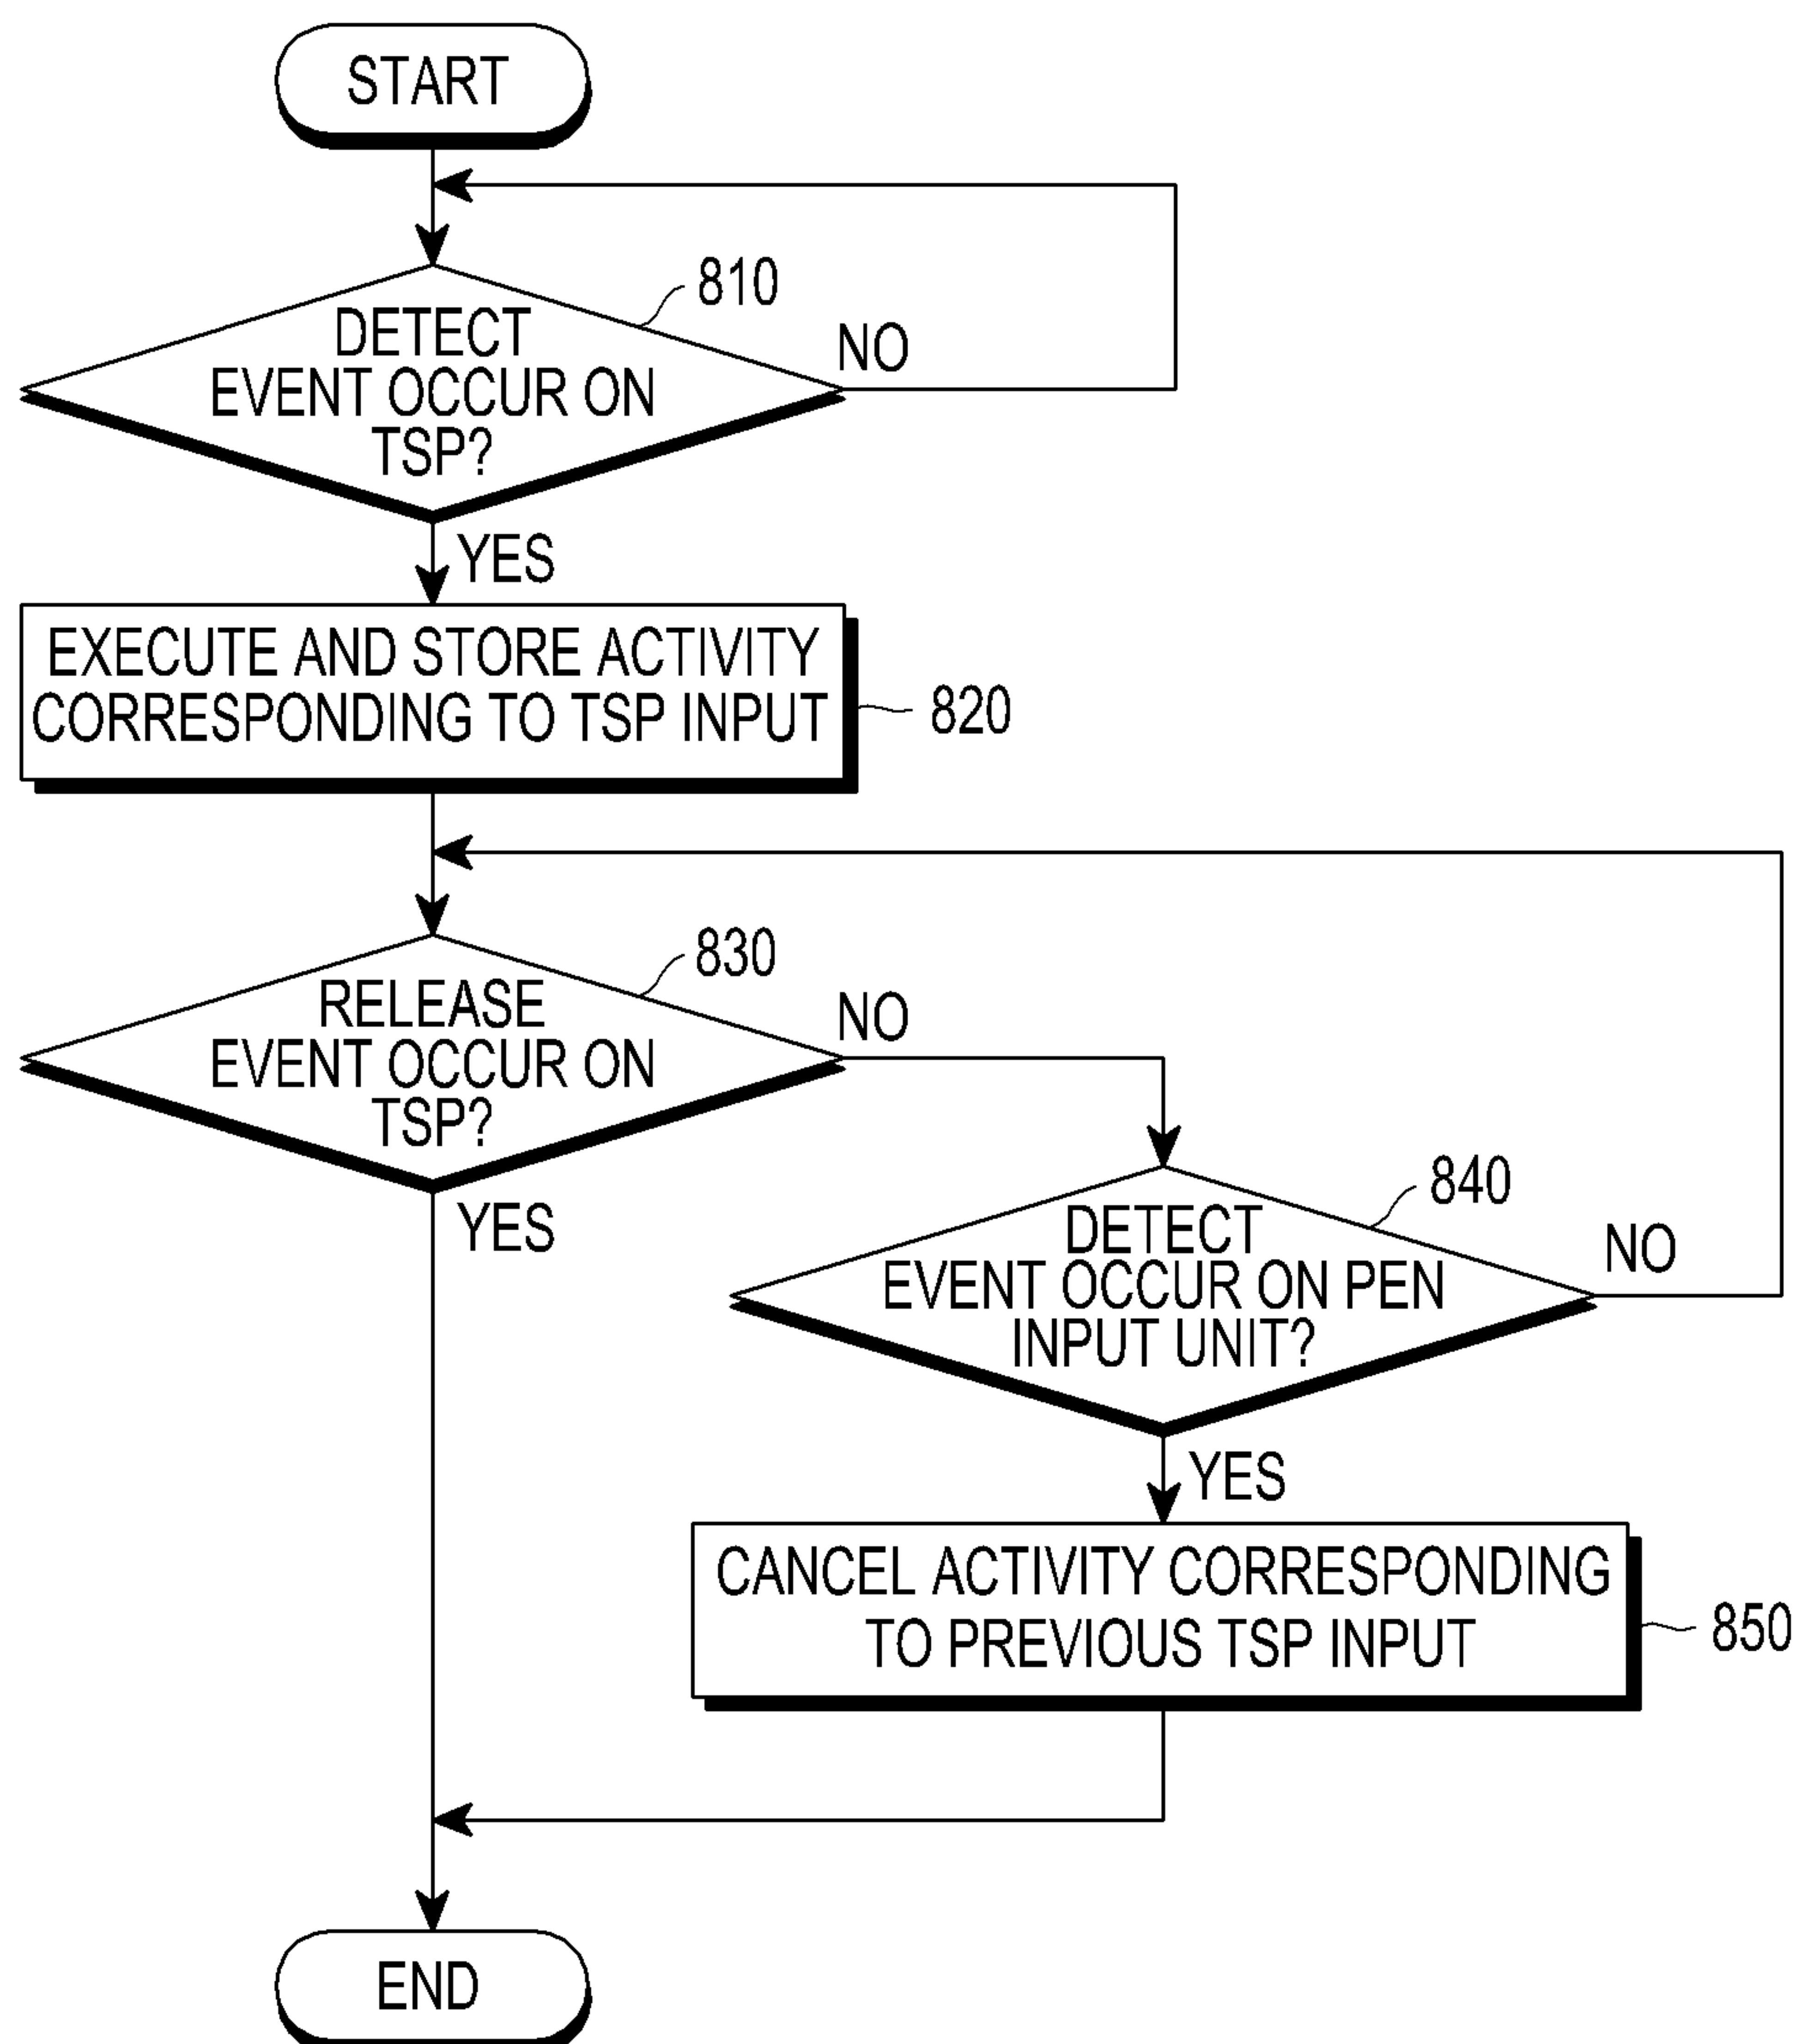 START
810
DETECT
EVENT OCCUR ON
TSP?
NO
YES
EXECUTE AND STORE ACTIVITY
CORRESPONDING TO TSP INPUT
820
830
RELEASE
EVENT OCCUR ON
TSP?
NO
YES
840
DETECT
EVENT OCCUR ON PEN
INPUT UNIT?
NO
YES
CANCEL ACTIVITY CORRESPONDING
TO PREVIOUS TSP INPUT
850
END